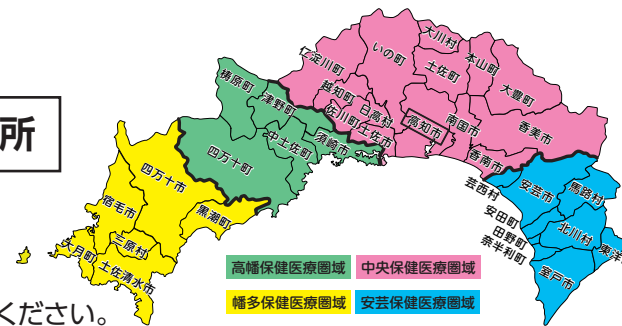 所
ください。
大川村
本山町
いの町
仁淀川町
土佐町
大豊町
越知町
日高村
佐川町
土佐市
高知市
南国市
香美市
香南市
梼原町
津野町
中土佐町
須崎市
四万十町
四万十市
黒潮町
宿毛市
三原村
大月町
土佐清水市
芸西村
安芸市
馬路村
安田町
田野町
奈半利町
北川村
東洋
室戸市
高幡保健医療圏域
中央保健医療圏域
幡多保健医療圏域
安芸保健医療圏域